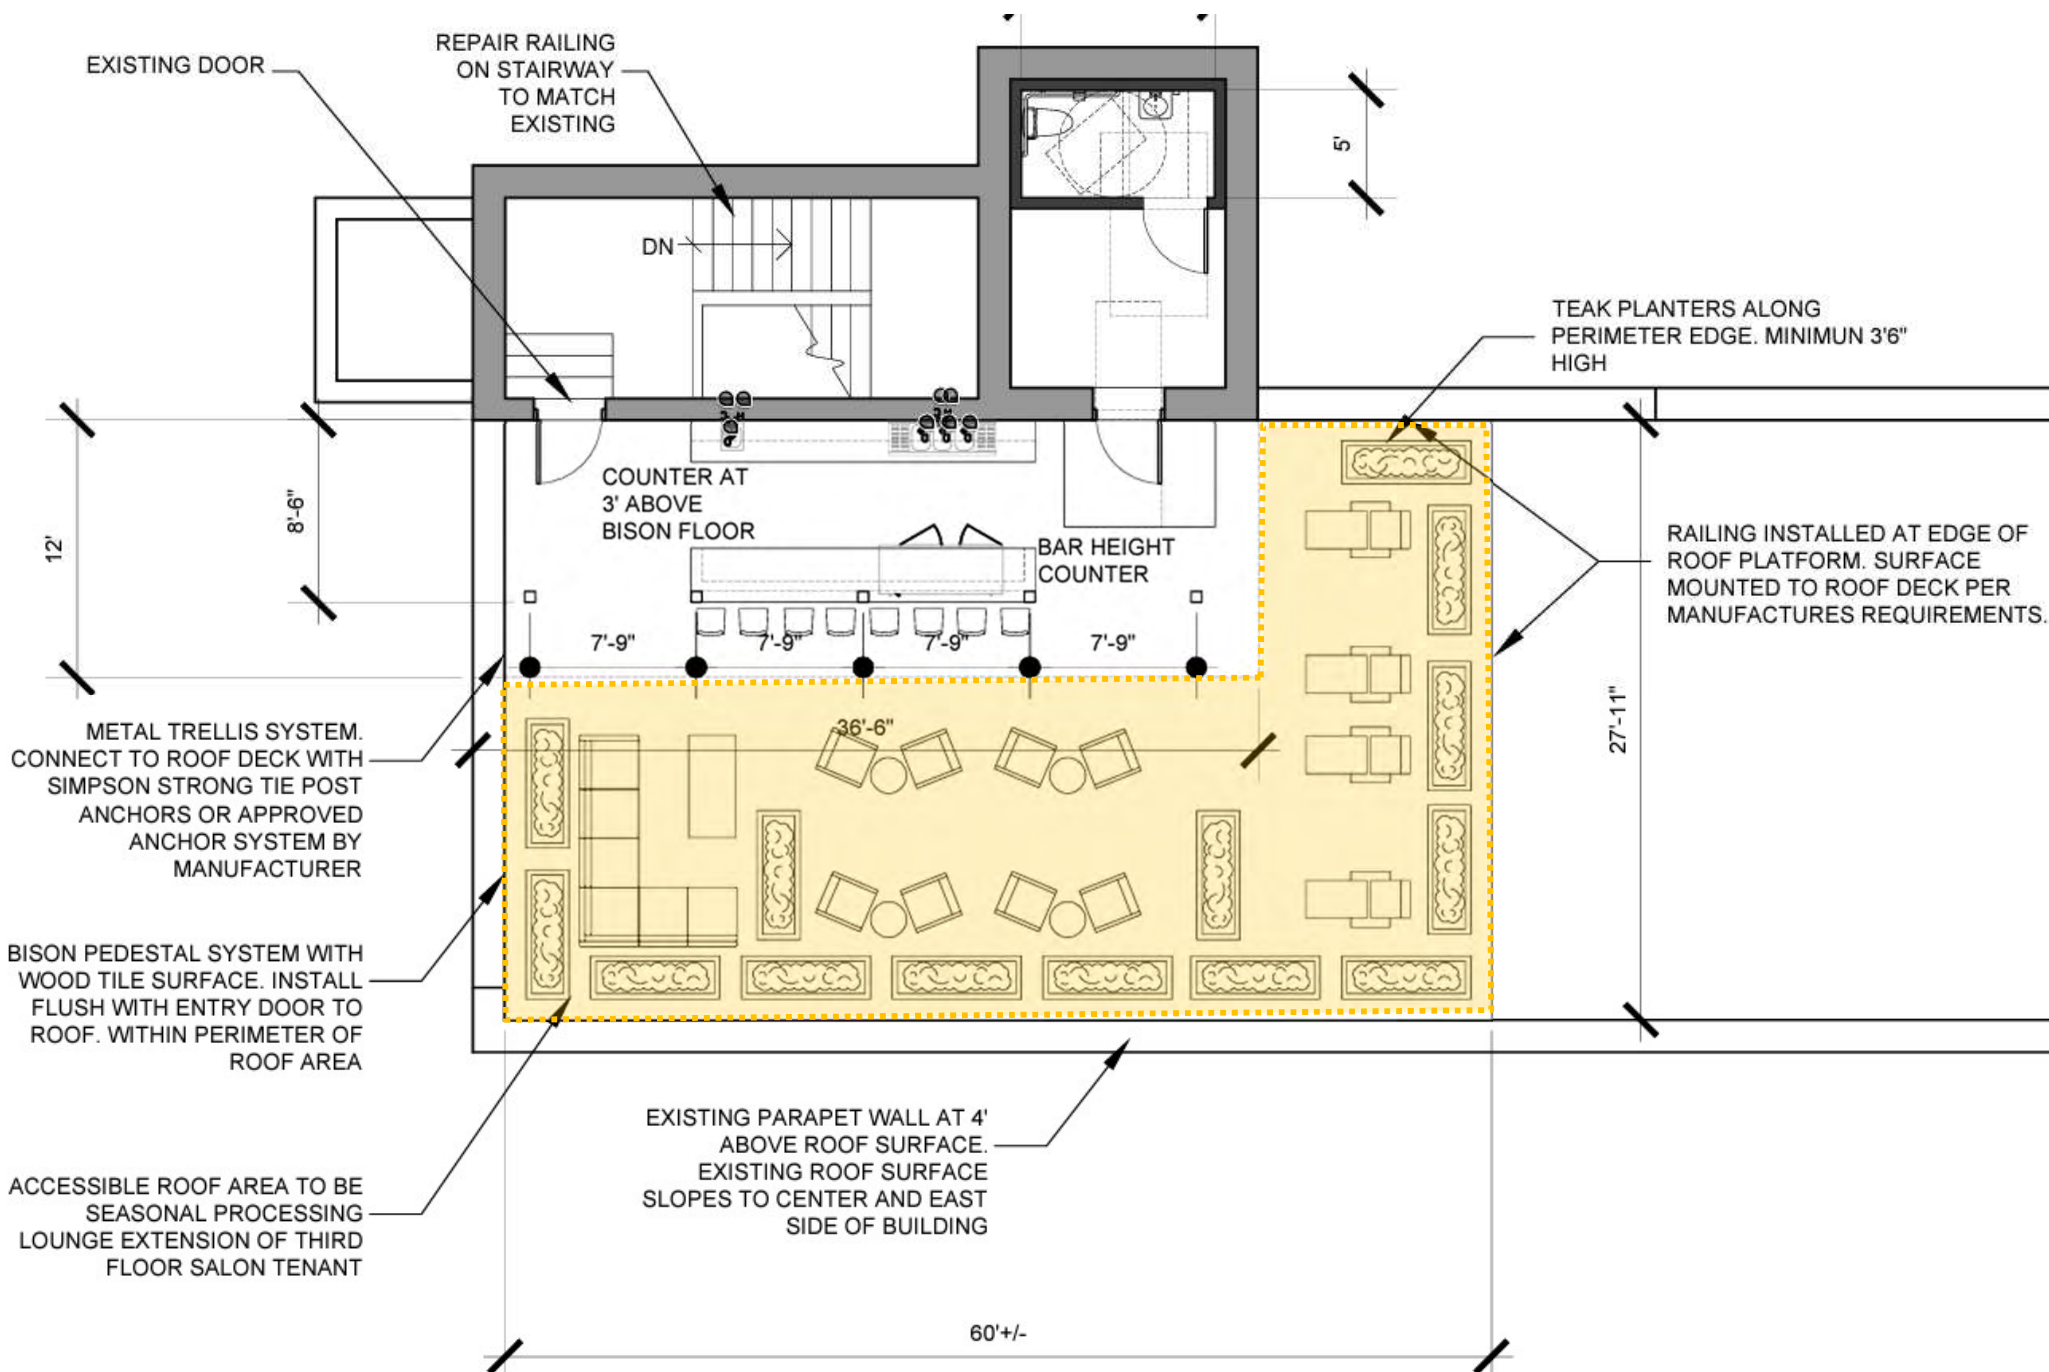 EXISTING DOOR
REPAIR RAILING
ON STAIRWAY
TO MATCH
EXISTING
5'
DN
TEAK PLANTERS ALONG
PERIMETER EDGE. MINIMUN 3'6"
HIGH
12'
8'-6"
COUNTER AT
3' ABOVE
BISON FLOOR
BAR HEIGHT
COUNTER
RAILING INSTALLED AT EDGE OF
ROOF PLATFORM. SURFACE
MOUNTED TO ROOF DECK PER
MANUFACTURES REQUIREMENTS.
7'-9"
7'-9"
7'-9"
7'-9"
36'-6"
27'-11"
METAL TRELLIS SYSTEM.
CONNECT TO ROOF DECK WITH
SIMPSON STRONG TIE POST
ANCHORS OR APPROVED
ANCHOR SYSTEM BY
MANUFACTURER
BISON PEDESTAL SYSTEM WITH
WOOD TILE SURFACE. INSTALL
FLUSH WITH ENTRY DOOR TO
ROOF. WITHIN PERIMETER OF
ROOF AREA
EXISTING PARAPET WALL AT 4'
ABOVE ROOF SURFACE.
EXISTING ROOF SURFACE
SLOPES TO CENTER AND EAST
SIDE OF BUILDING
ACCESSIBLE ROOF AREA TO BE
SEASONAL PROCESSING
LOUNGE EXTENSION OF THIRD
FLOOR SALON TENANT
60'+/-